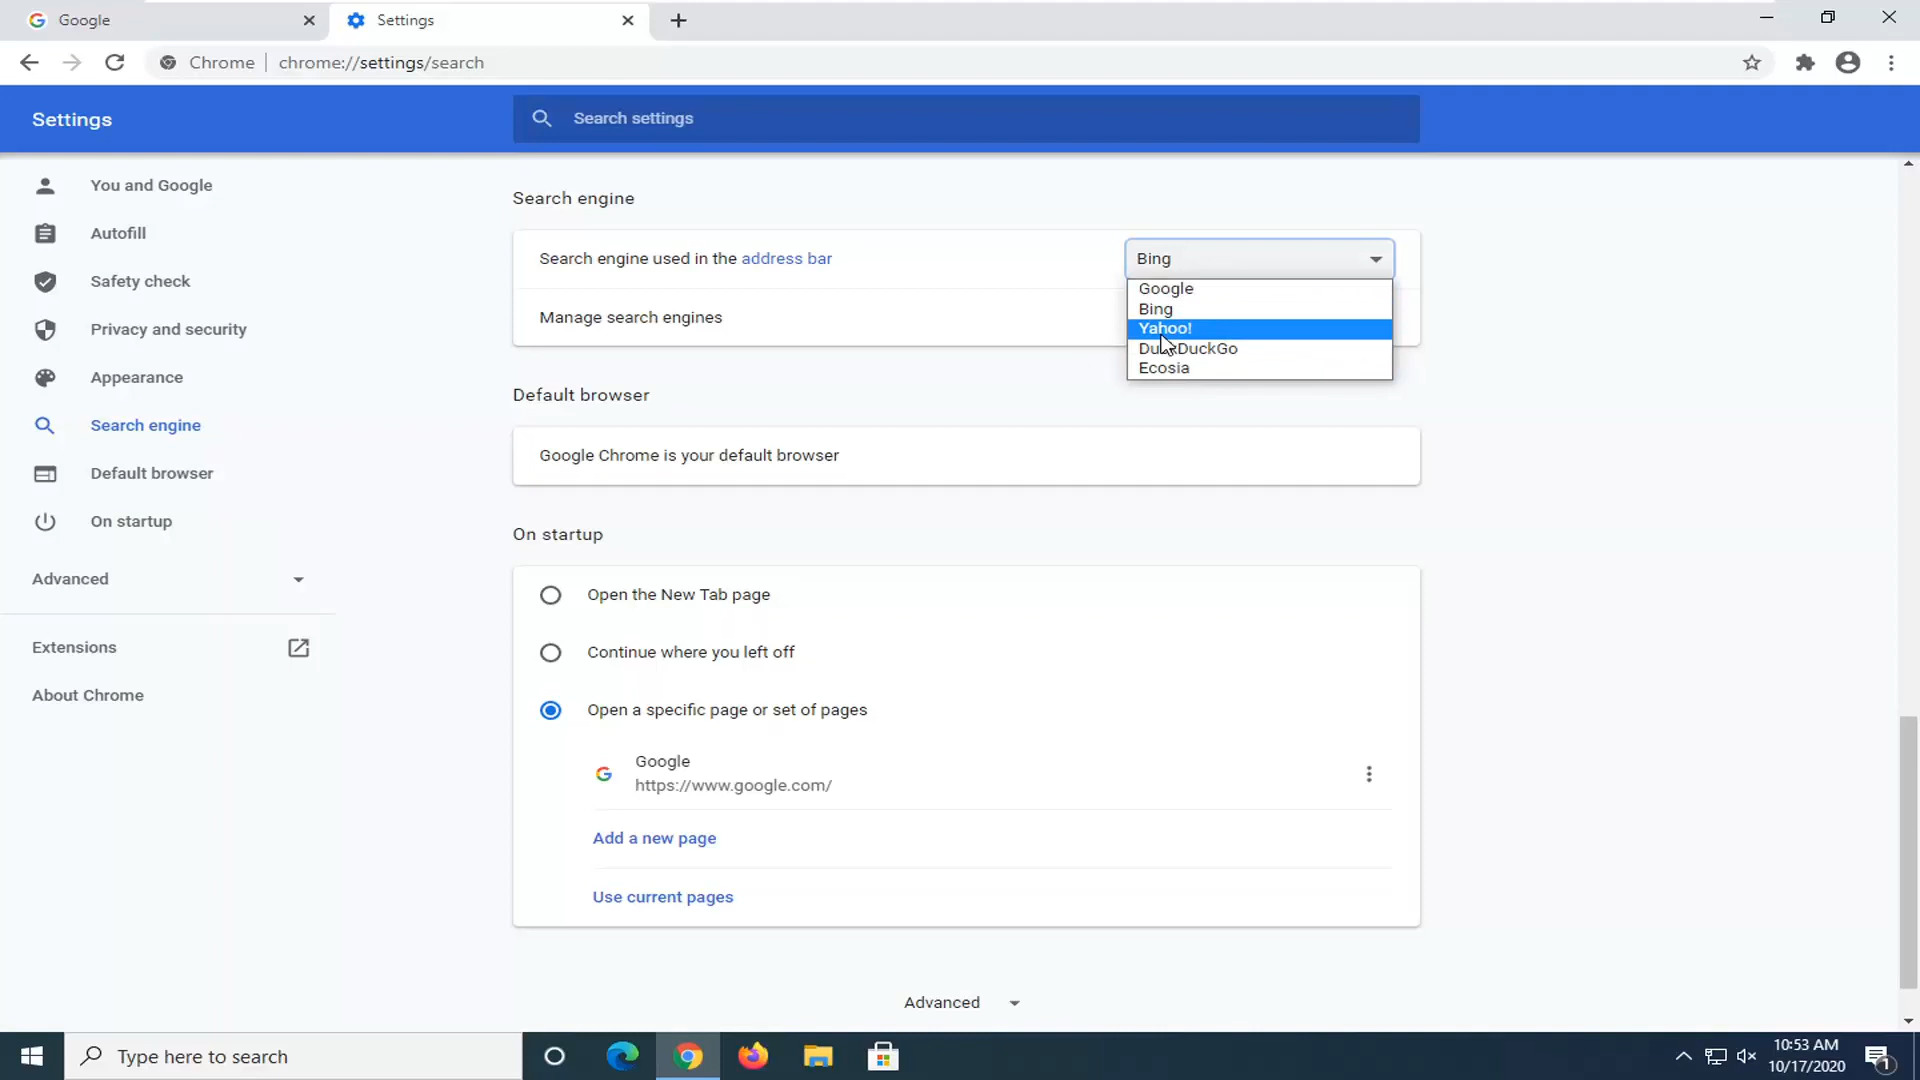 Google
Settings
Chrome
chrome://settings/search
Settings
Search settings
You and Google
Autofill
Safety check
Privacy and security
Appearance
Search engine
Default browser
On startup
Advanced
Extensions
About Chrome
Search engine
Search engine used in the address bar
Bing
Google
Bing
Yahoo!
DuckDuckGo
Ecosia
Manage search engines
Default browser
Google Chrome is your default browser
On startup
Open the New Tab page
Continue where you left off
Open a specific page or set of pages
Google
https://www.google.com/
Add a new page
Use current pages
Advanced
Type here to search
10:53 AM
10/17/2020
1